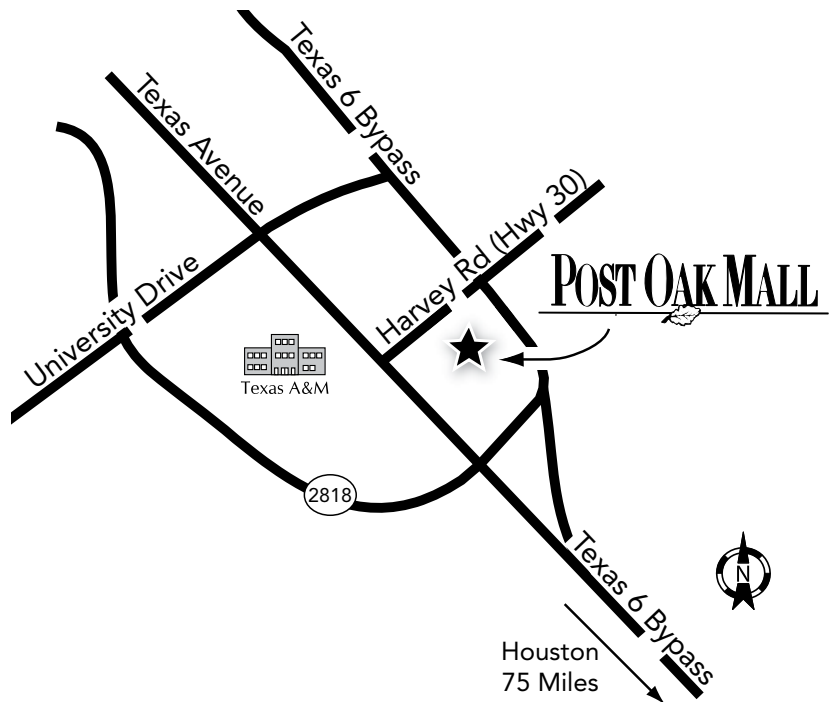 Texas 6 Bypass
Texas Avenue
Harvey Rd (Hwy 30)
POST OAK MALL
University Drive
Texas A&M
2818
N
Texas 6 Bypass
Houston
75 Miles